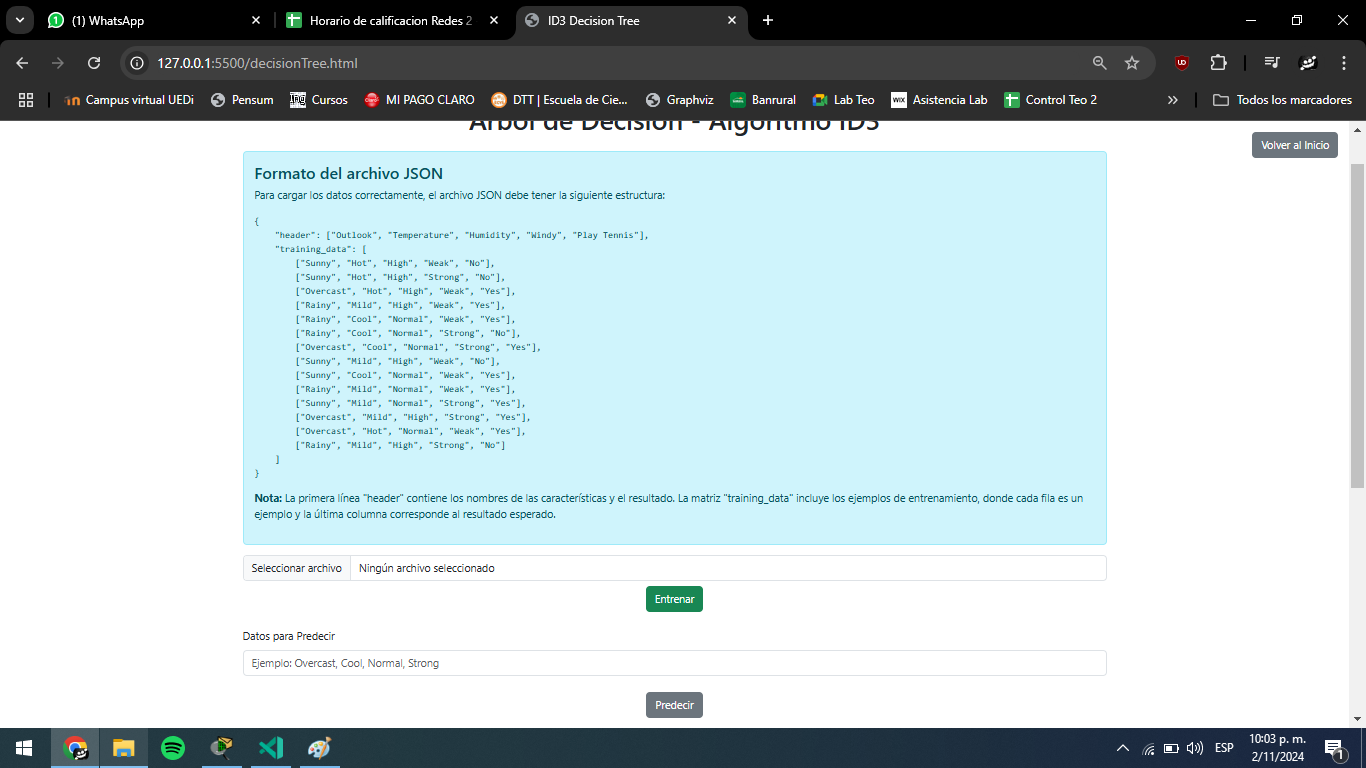 (1) WhatsApp
Horario de calificacion Redes 2
ID3 Decision Tree
127.0.0.1:5500/decisionTree.html
Campus virtual UEDi
Pensum
Cursos
MI PAGO CLARO
DTT | Escuela de Cie...
Graphviz
Banrural
Lab Teo
WIX
Asistencia Lab
Control Teo 2
Todos los marcadores
Árbol de Decisión - Algoritmo ID3
Volver al Inicio
Formato del archivo JSON
Para cargar los datos correctamente, el archivo JSON debe tener la siguiente estructura:
{
"header": ["Outlook", "Temperature", "Humidity", "Windy", "Play Tennis"],
"training_data": [
["Sunny", "Hot", "High", "Weak", "No"],
["Sunny", "Hot", "High", "Strong", "No"],
["Overcast", "Hot", "High", "Weak", "Yes"],
["Rainy", "Mild", "High", "Weak", "Yes"],
["Rainy", "Cool", "Normal", "Weak", "Yes"],
["Rainy", "Cool", "Normal", "Strong", "No"],
["Overcast", "Cool", "Normal", "Strong", "Yes"],
["Sunny", "Mild", "High", "Weak", "No"],
["Sunny", "Cool", "Normal", "Weak", "Yes"],
["Rainy", "Mild", "Normal", "Weak", "Yes"],
["Sunny", "Mild", "Normal", "Strong", "Yes"],
["Overcast", "Mild", "High", "Strong", "Yes"],
["Overcast", "Hot", "Normal", "Weak", "Yes"],
["Rainy", "Mild", "High", "Strong", "No"]
]
}
Nota: La primera línea "header" contiene los nombres de las características y el resultado. La matriz "training_data" incluye los ejemplos de entrenamiento, donde cada fila es un
ejemplo y la última columna corresponde al resultado esperado.
Seleccionar archivo
Ningún archivo seleccionado
Entrenar
Datos para Predecir
Ejemplo: Overcast, Cool, Normal, Strong
Predecir
ESP
10:03 p. m.
2/11/2024
1